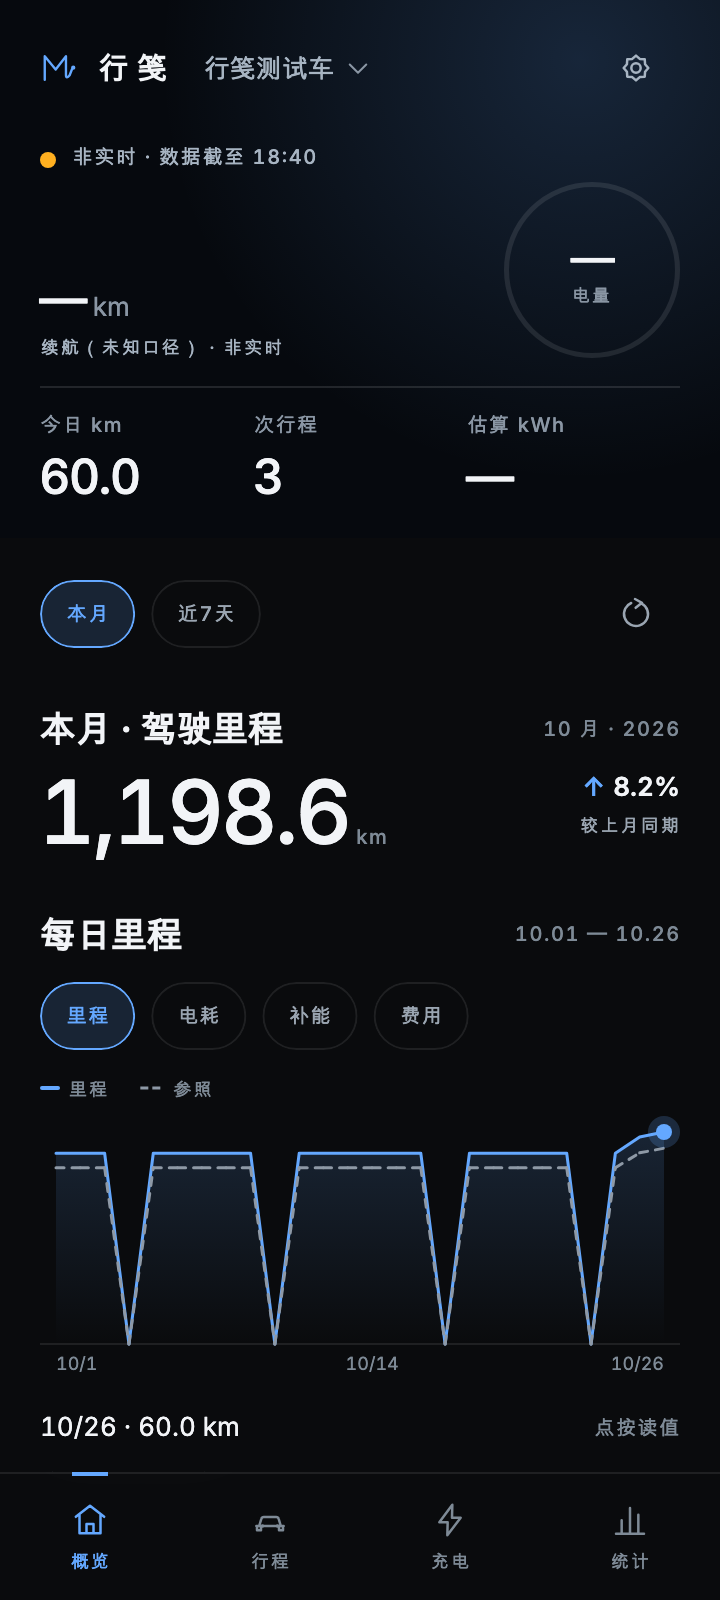 行笺 行笺测试车
非实时 · 数据截至 18:40
—
电量
— km
续航（未知口径）· 非实时
今日 km 次行程 估算 kWh
60.0 3 —
本月 近7天
本月 · 驾驶里程 10 月 · 2026
1,198.6 km ↑ 8.2%
较上月同期
每日里程 10.01 — 10.26
里程 电耗 补能 费用
里程 参照
10/1 10/14 10/26
10/26 · 60.0 km 点按读值
概览 行程 充电 统计